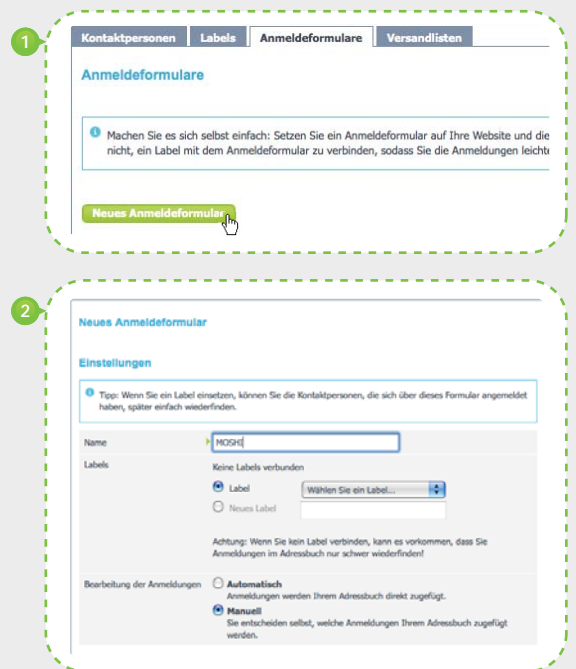 1
Kontaktpersonen Labels Anmeldeformulare Versandlisten
Anmeldeformulare
Machen Sie es sich selbst einfach: Setzen Sie ein Anmeldeformular auf Ihre Website und die
nicht, ein Label mit dem Anmeldeformular zu verbinden, sodass Sie die Anmeldungen leichte
Neues Anmeldeformular
2
Neues Anmeldeformular
Einstellungen
Tipp: Wenn Sie ein Label einsetzen, können Sie die Kontaktpersonen, die sich über dieses Formular angemeldet
haben, später einfach wiederfinden.
Name MOSHI
Labels Keine Labels verbunden
Label Wählen Sie ein Label...
Neues Label
Achtung: Wenn Sie kein Label verbinden, kann es vorkommen, dass Sie
Anmeldungen im Adressbuch nur schwer wiederfinden!
Bearbeitung der Anmeldungen Automatisch
Anmeldungen werden Ihrem Adressbuch direkt zugefügt.
Manuell
Sie entscheiden selbst, welche Anmeldungen Ihrem Adressbuch zugefügt
werden.